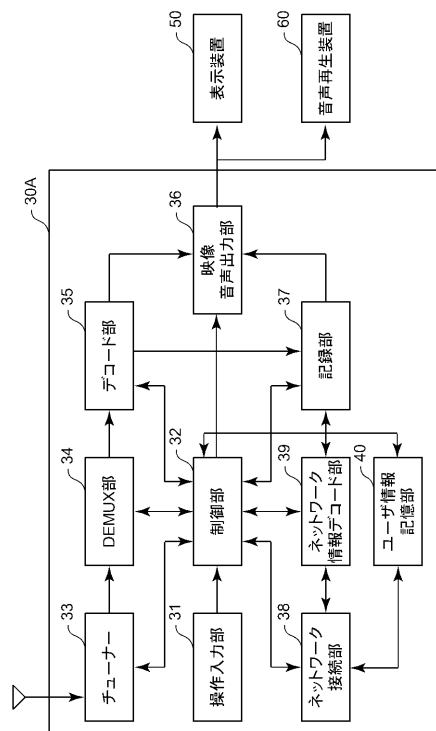 30A
33
チューナー
34
DEMUX部
35
デコード部
31
操作入力部
32
制御部
36
映像
音声出力部
50
表示装置
60
音声再生装置
38
ネットワーク
接続部
39
ネットワーク
情報デコード部
37
記録部
40
ユーザ情報
記憶部